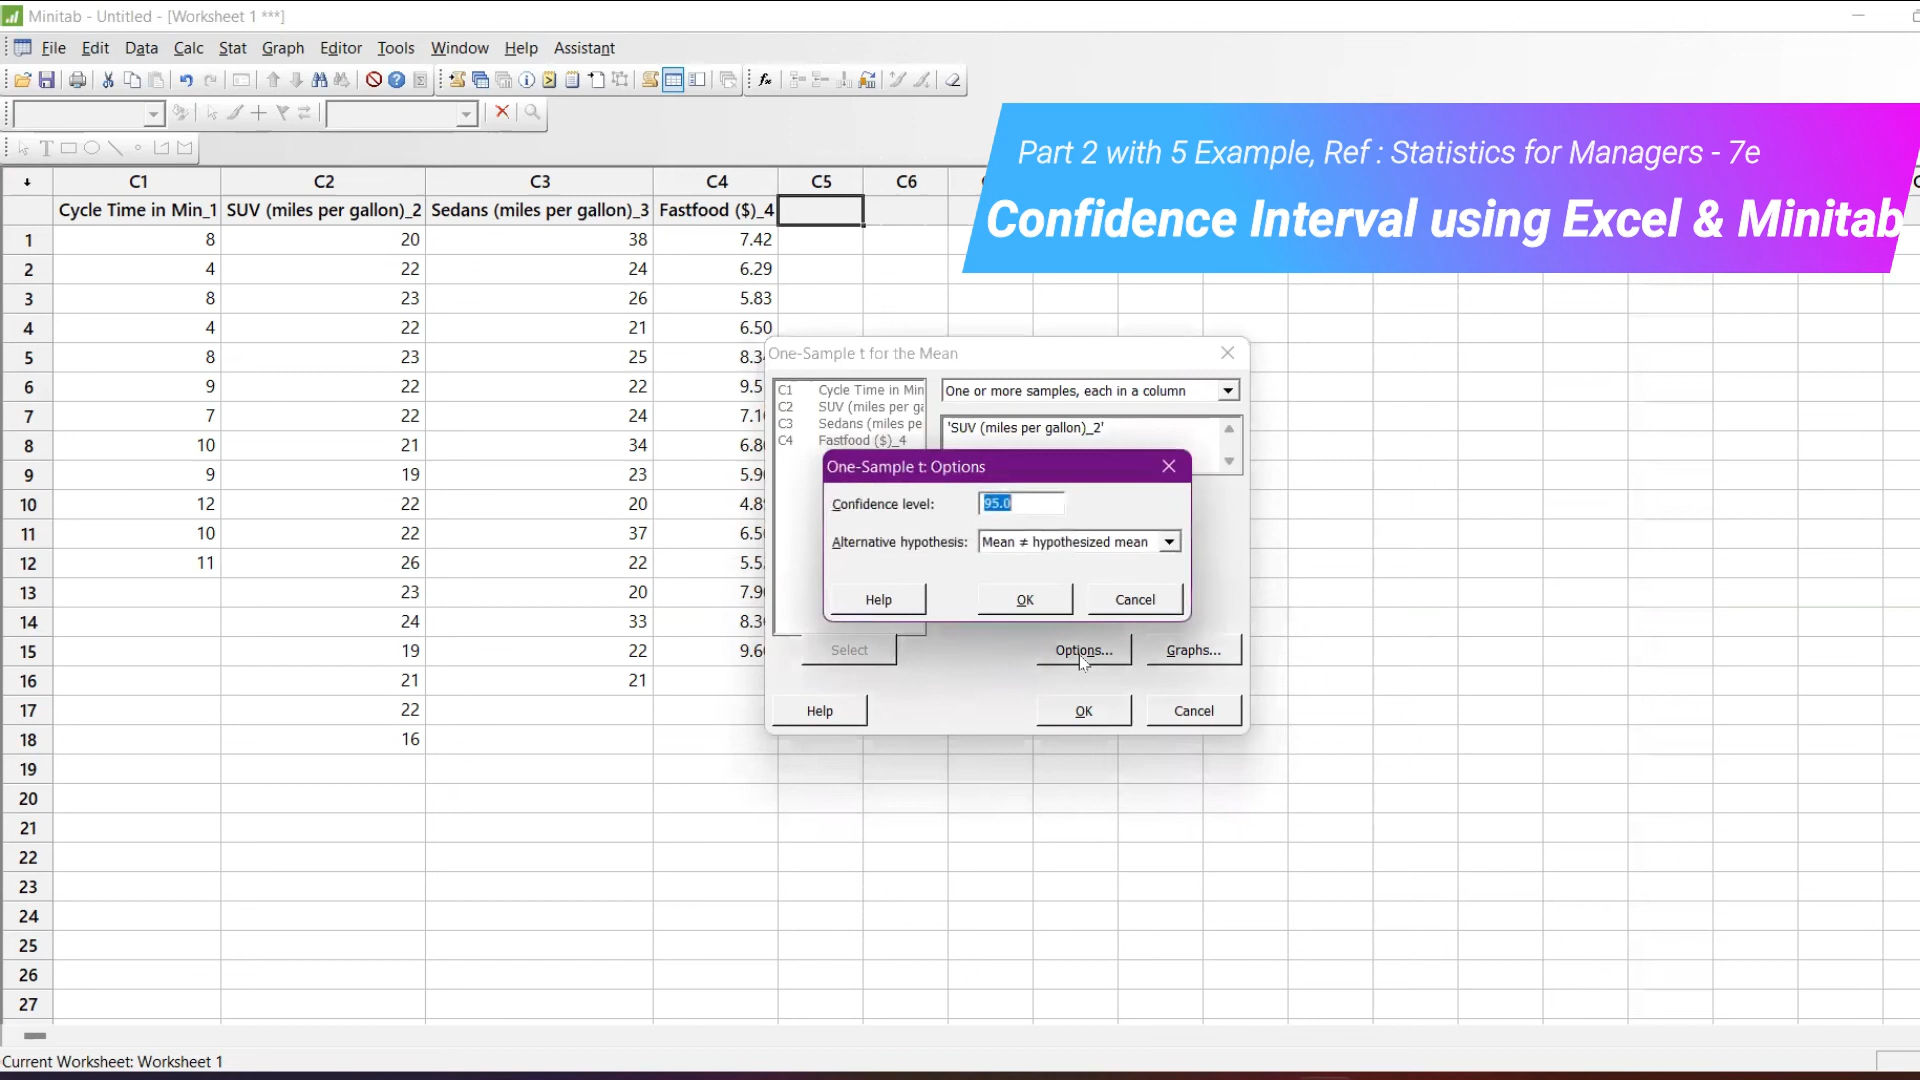 Minitab - Untitled - [Worksheet 1 ***]
File Edit Data Calc Stat Graph Editor Tools Window Help Assistant
Part 2 with 5 Example, Ref : Statistics for Managers - 7e
Confidence Interval using Excel & Minitab
C1 C2 C3 C4 C5 C6
Cycle Time in Min_1 SUV (miles per gallon)_2 Sedans (miles per gallon)_3 Fastfood ($)_4
1 8 20 38 7.42
2 4 22 24 6.29
3 8 23 26 5.83
4 4 22 21 6.50
5 8 23 25
6 9 22 22
7 7 22 24
8 10 21 34
9 9 19 23
10 12 22 20
11 10 22 37
12 11 26 22
13 23 20
14 24 33
15 19 22
16 21 21
17 22
18 16
19
20
21
22
23
24
25
26
27
One-Sample t for the Mean
C1 Cycle Time in Min
C2 SUV (miles per
C3 Sedans (miles pe
C4 Fastfood ($)_4
One or more samples, each in a column
'SUV (miles per gallon)_2'
One-Sample t: Options
Confidence level: 95.0
Alternative hypothesis: Mean ≠ hypothesized mean
Help OK Cancel
Select Options... Graphs...
Help OK Cancel
Current Worksheet: Worksheet 1